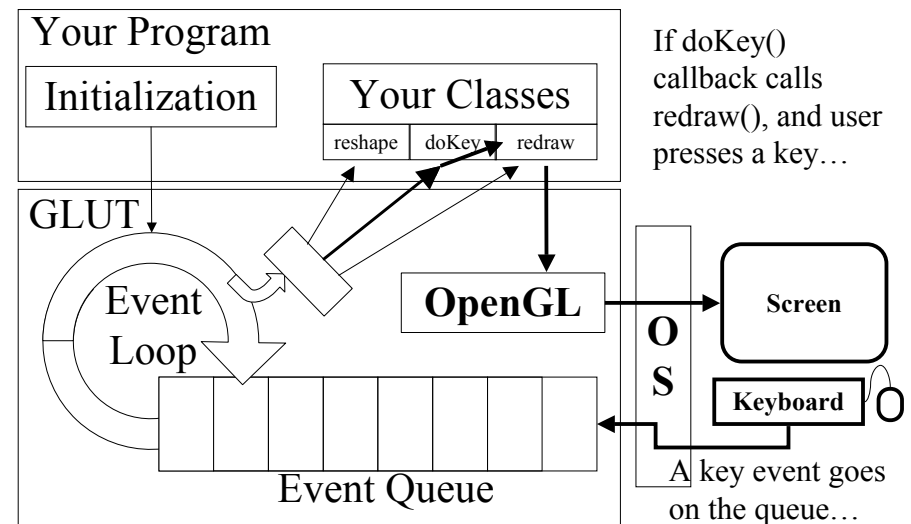 Your Program
Initialization
Your Classes
reshape doKey redraw
If doKey()
callback calls
redraw(), and user
presses a key…
GLUT
Event
Loop
OpenGL
O
S
Screen
Keyboard
Event Queue
A key event goes
on the queue…